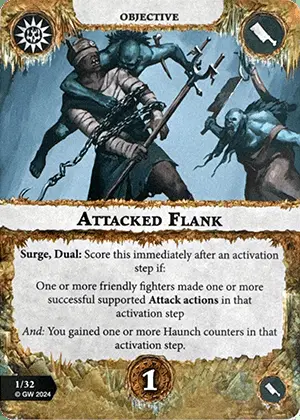 OBJECTIVE
ATTACKED FLANK
Surge, Dual: Score this immediately after an activation
step if:
One or more friendly fighters made one or more
successful supported Attack actions in that
activation step
And: You gained one or more Haunch counters in that
activation step.
1/32
© GW 2024
1